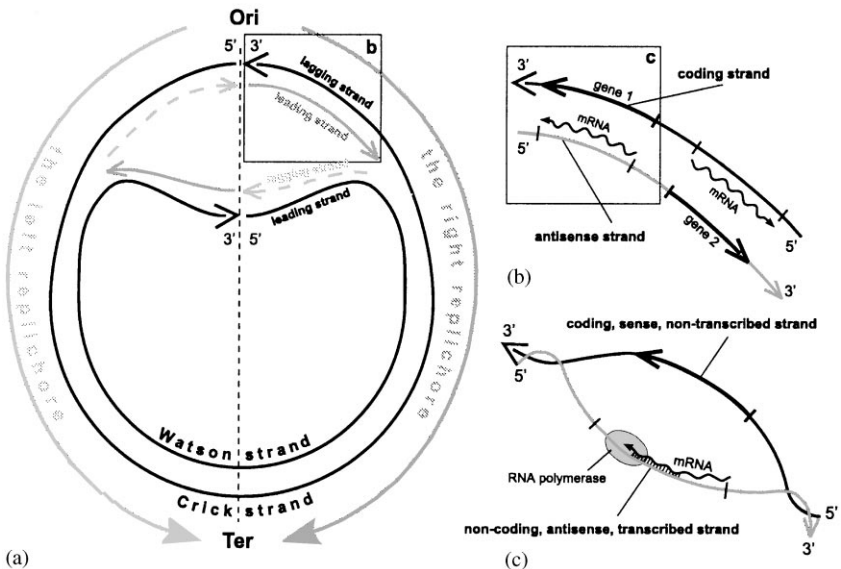 Ori
5' 3'
b
lagging strand
leading strand
lagging strand
leading strand
3' 5'
the left replichore
the right replichore
Watson strand
Crick strand
Ter
(a)
c
3'
gene 1
coding strand
mRNA
5'
mRNA
antisense strand
gene 2
5'
3'
(b)
coding, sense, non-transcribed strand
3'
5'
mRNA
RNA polymerase
5'
non-coding, antisense, transcribed strand
3'
(c)